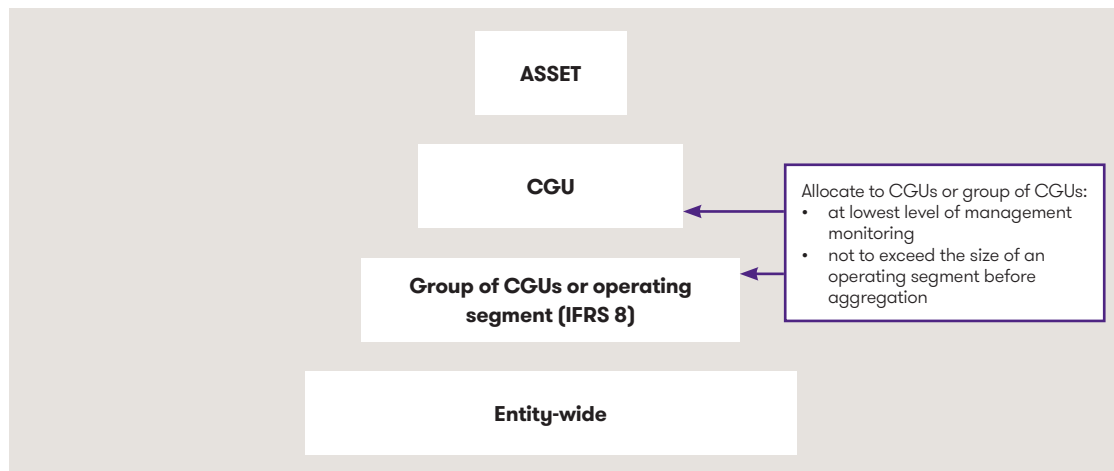 ASSET
CGU
Allocate to CGUs or group of CGUs:
• at lowest level of management
monitoring
• not to exceed the size of an
operating segment before
aggregation
Group of CGUs or operating
segment (IFRS 8)
Entity-wide